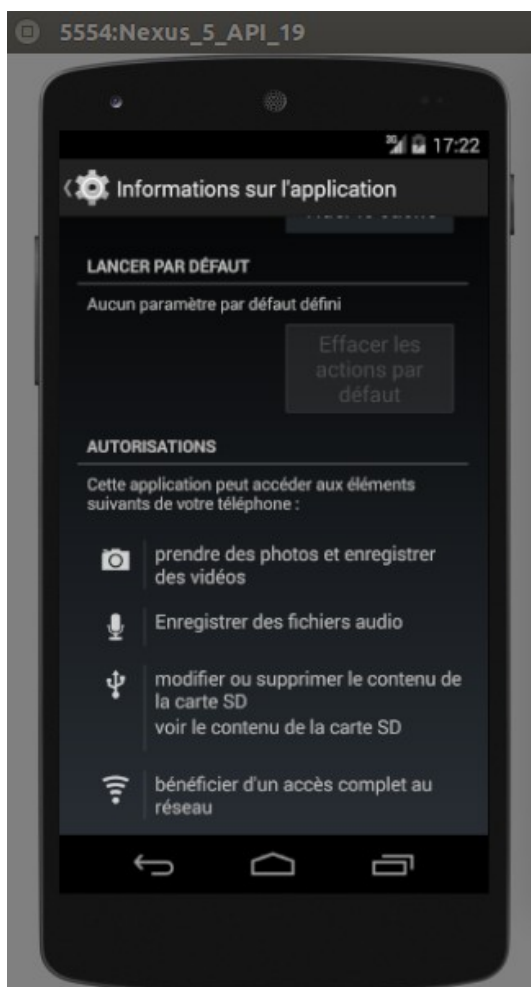 5554:Nexus_5_API_19
3G 17:22
Informations sur l'application
LANCER PAR DÉFAUT
Aucun paramètre par défaut défini
Effacer les
actions par
défaut
AUTORISATIONS
Cette application peut accéder aux éléments
suivants de votre téléphone :
prendre des photos et enregistrer
des vidéos
Enregistrer des fichiers audio
modifier ou supprimer le contenu de
la carte SD
voir le contenu de la carte SD
bénéficier d'un accès complet au
réseau